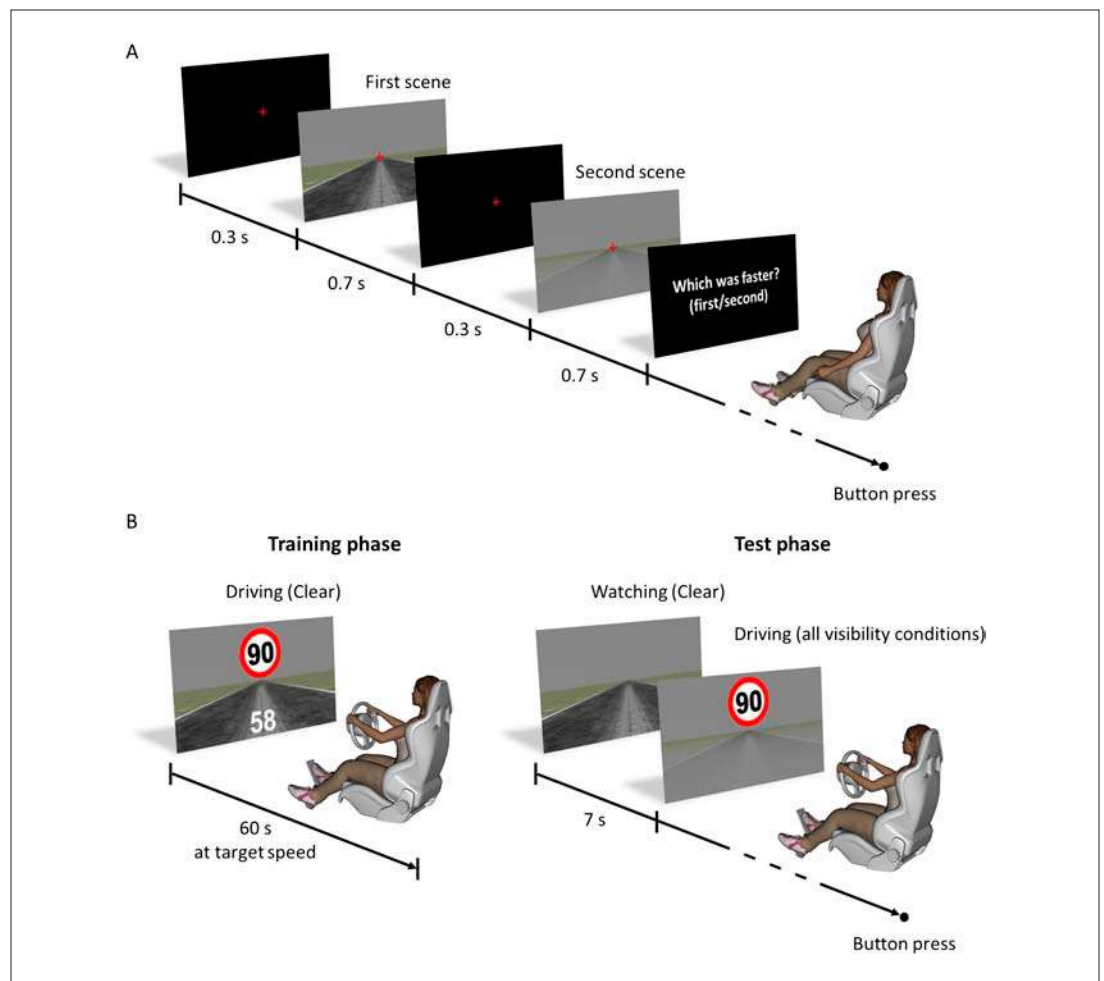 A
First scene
Second scene
Which was faster?
(first/second)
0.3 s
0.7 s
0.3 s
0.7 s
Button press
B
Training phase
Test phase
Driving (Clear)
Watching (Clear)
Driving (all visibility conditions)
90
58
90
60 s
at target speed
7 s
Button press